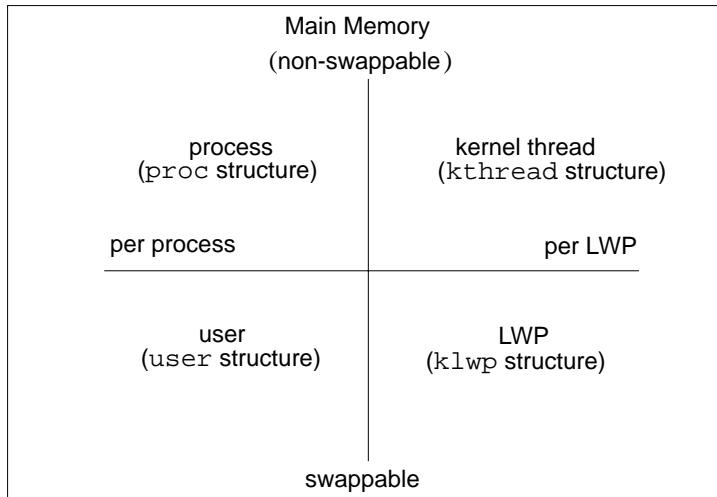 Main Memory
(non-swappable)
process
(proc structure)
kernel thread
(kthread structure)
per process
per LWP
user
(user structure)
LWP
(klwp structure)
swappable